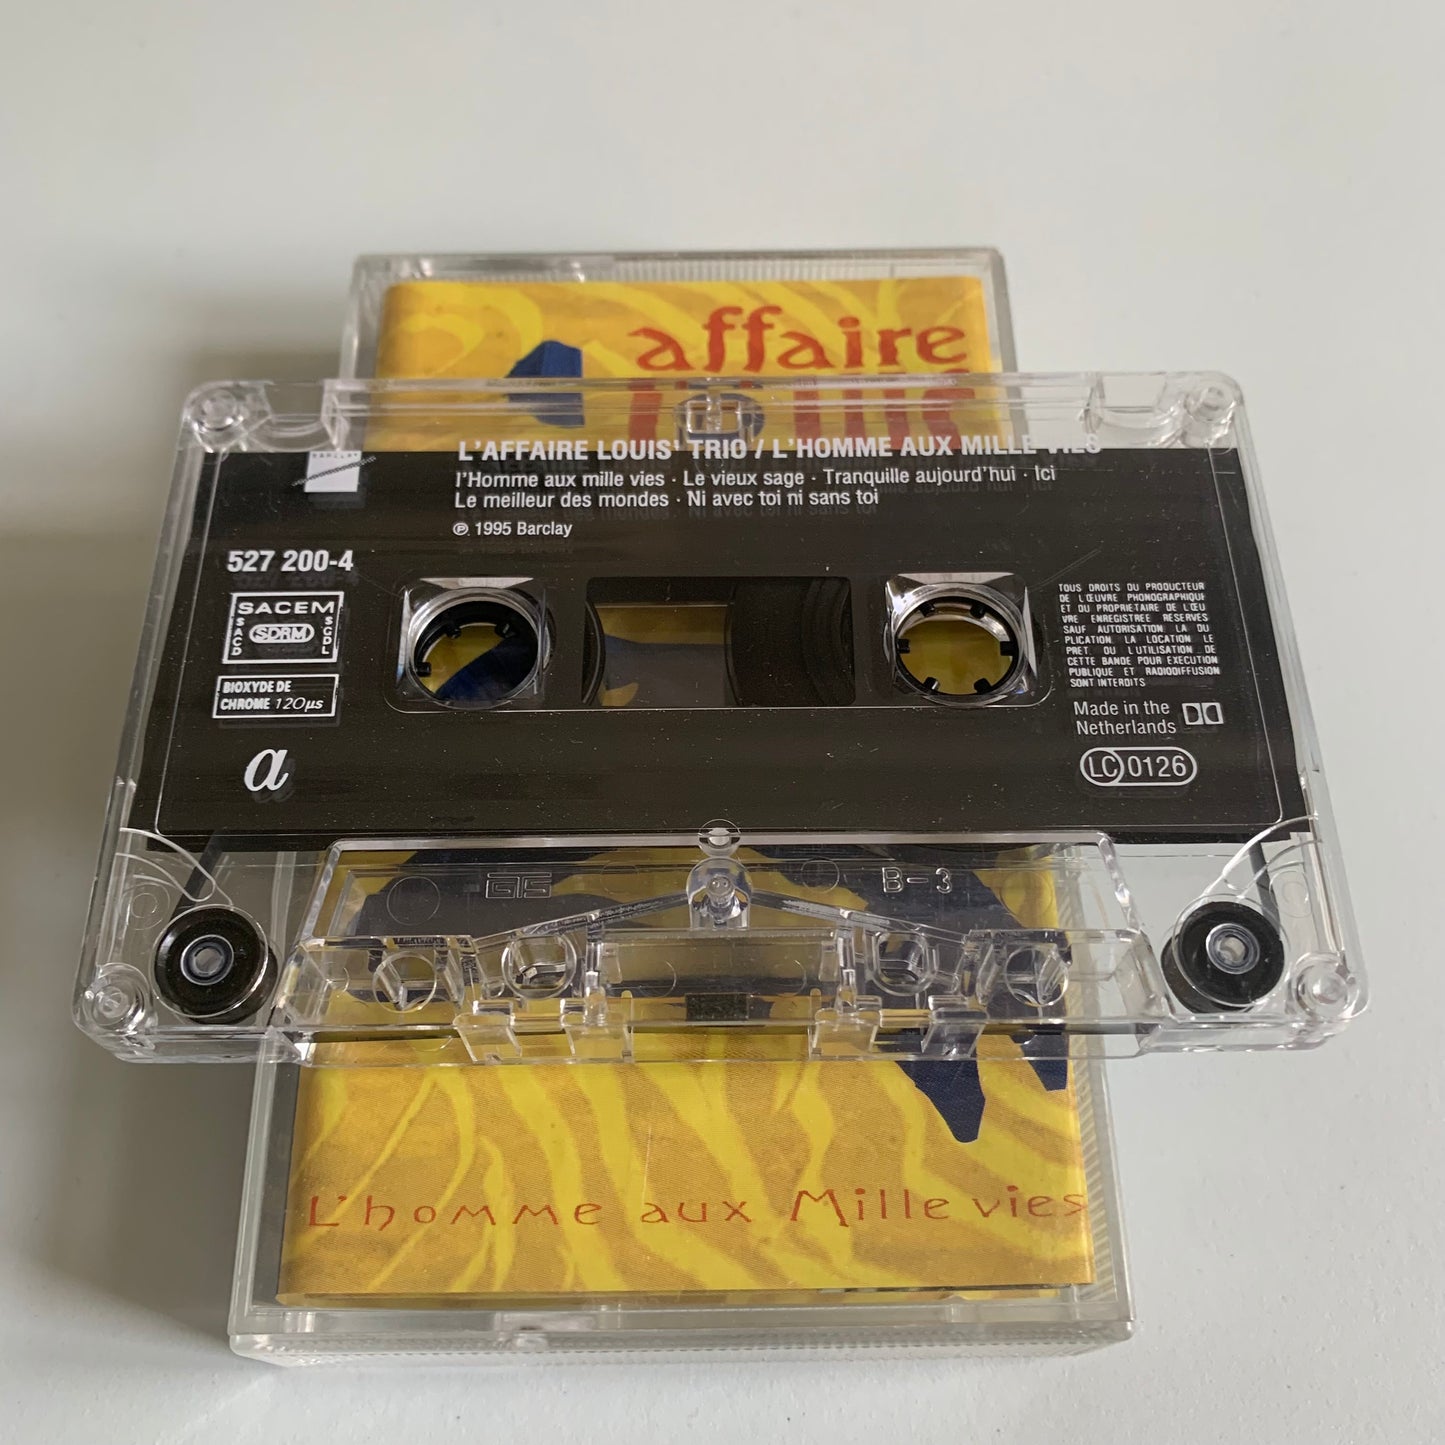 affaire
BARCLAY
L'AFFAIRE LOUIS' TRIO / L'HOMME AUX MILLE VIES
l'Homme aux mille vies · Le vieux sage · Tranquille aujourd'hui · Ici
Le meilleur des mondes · Ni avec toi ni sans toi
℗ 1995 Barclay
527 200-4
SACEM
SACD
SDRM
SCDL
BIOXYDE DE
CHROME 120µs
a
TOUS DROITS DU PRODUCTEUR
DE L'ŒUVRE PHONOGRAPHIQUE
ET DU PROPRIETAIRE DE L'ŒU
VRE ENREGISTREE RESERVES
SAUF AUTORISATION LA DU
PLICATION LA LOCATION LE
PRET OU L'UTILISATION DE
CETTE BANDE POUR EXECUTION
PUBLIQUE ET RADIODIFFUSION
SONT INTERDITS
Made in the
Netherlands
LC 0126
B-3
L'homme aux Mille vies